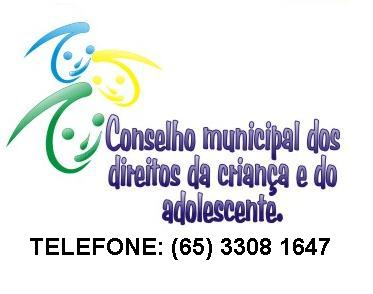 Conselho municipal dos
direitos da criança e do
adolescente.
TELEFONE: (65) 3308 1647